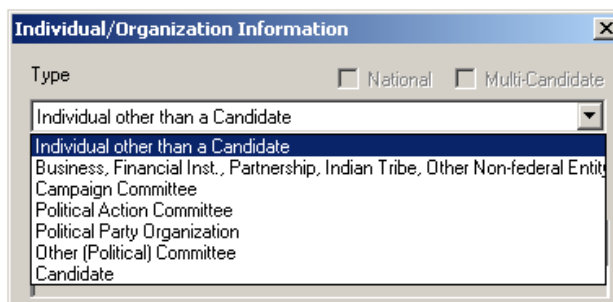 Individual/Organization Information
Type
National
Multi-Candidate
Individual other than a Candidate
Individual other than a Candidate
Business, Financial Inst., Partnership, Indian Tribe, Other Non-federal Entity
Campaign Committee
Political Action Committee
Political Party Organization
Other (Political) Committee
Candidate